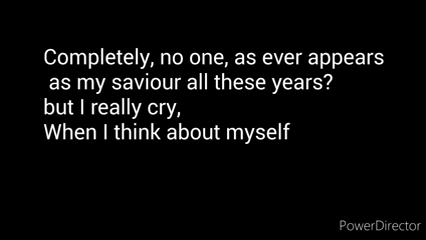 Completely, no one, as ever appears
as my saviour all these years?
but I really cry,
When I think about myself
PowerDirector